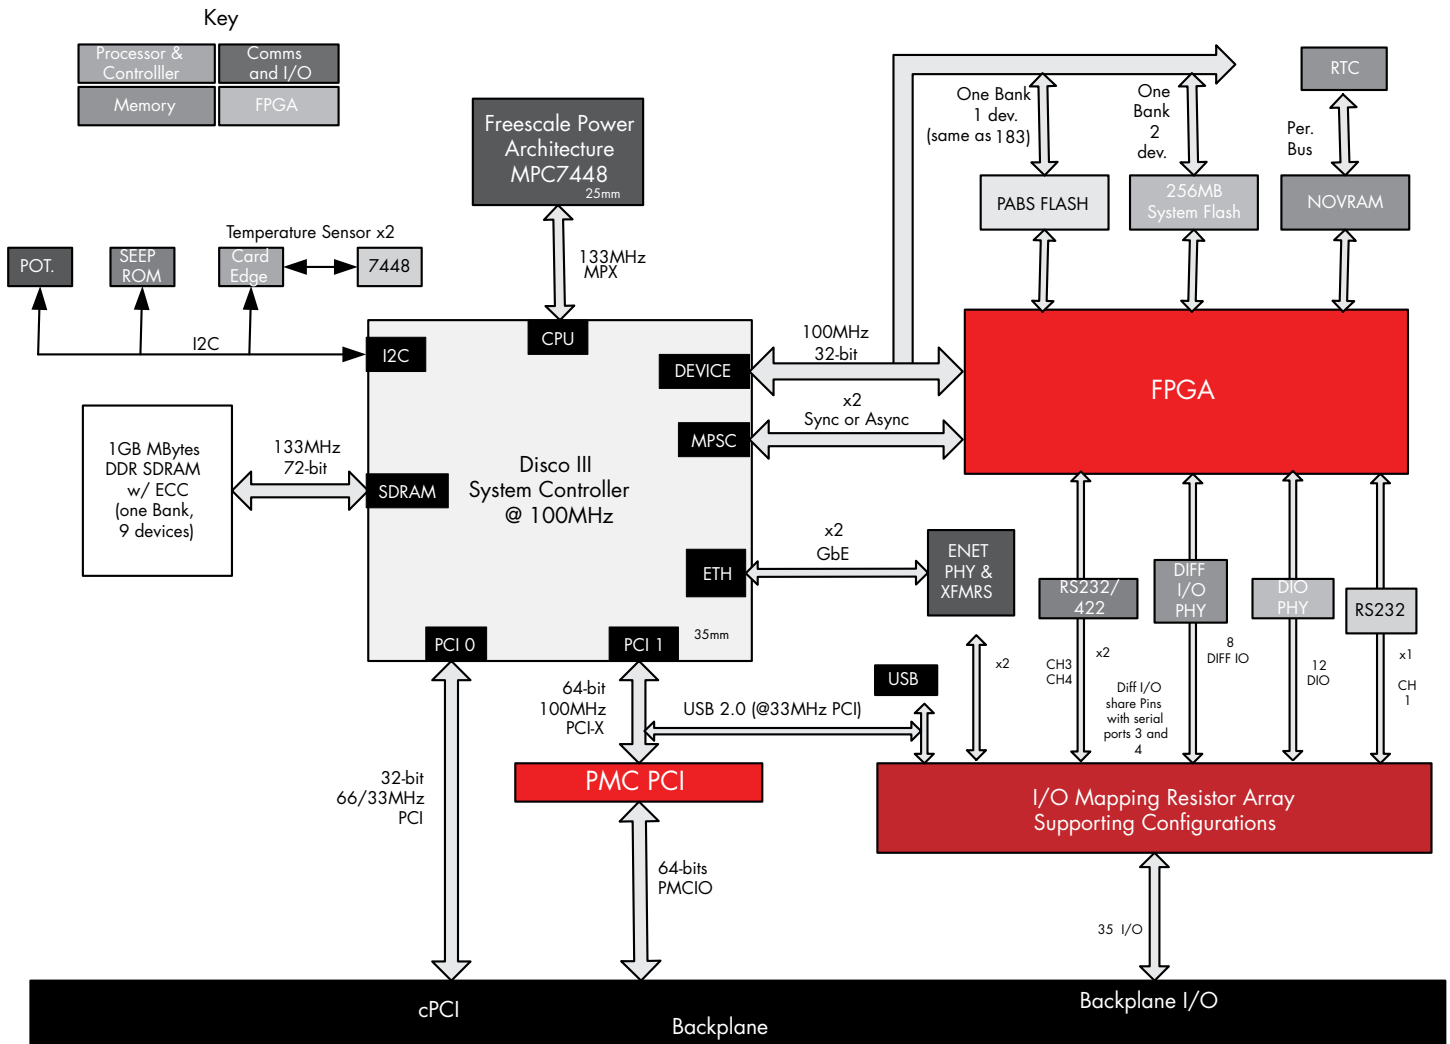 Key
Processor &
Controlller
Comms
and I/O
Memory
FPGA
Freescale Power
Architecture
MPC7448
25mm
One Bank
1 dev.
(same as 183)
One
Bank
2
dev.
RTC
Per.
Bus
PABS FLASH
256MB
System Flash
NOVRAM
Temperature Sensor x2
POT.
SEEP
ROM
Card
Edge
7448
133MHz
MPX
I2C
I2C
CPU
DEVICE
100MHz
32-bit
FPGA
x2
Sync or Async
MPSC
1GB MBytes
DDR SDRAM
w/ ECC
(one Bank,
9 devices)
133MHz
72-bit
SDRAM
Disco III
System Controller
@ 100MHz
x2
GbE
ETH
ENET
PHY &
XFMRS
RS232/
422
DIFF
I/O
PHY
DIO
PHY
RS232
PCI 0
PCI 1
35mm
x2
CH3
CH4
x2
8
DIFF IO
12
DIO
x1
CH
1
USB
64-bit
100MHz
PCI-X
USB 2.0 (@33MHz PCI)
Diff I/O
share Pins
with serial
ports 3 and
4
32-bit
66/33MHz
PCI
PMC PCI
I/O Mapping Resistor Array
Supporting Configurations
64-bits
PMCIO
35 I/O
cPCI
Backplane I/O
Backplane